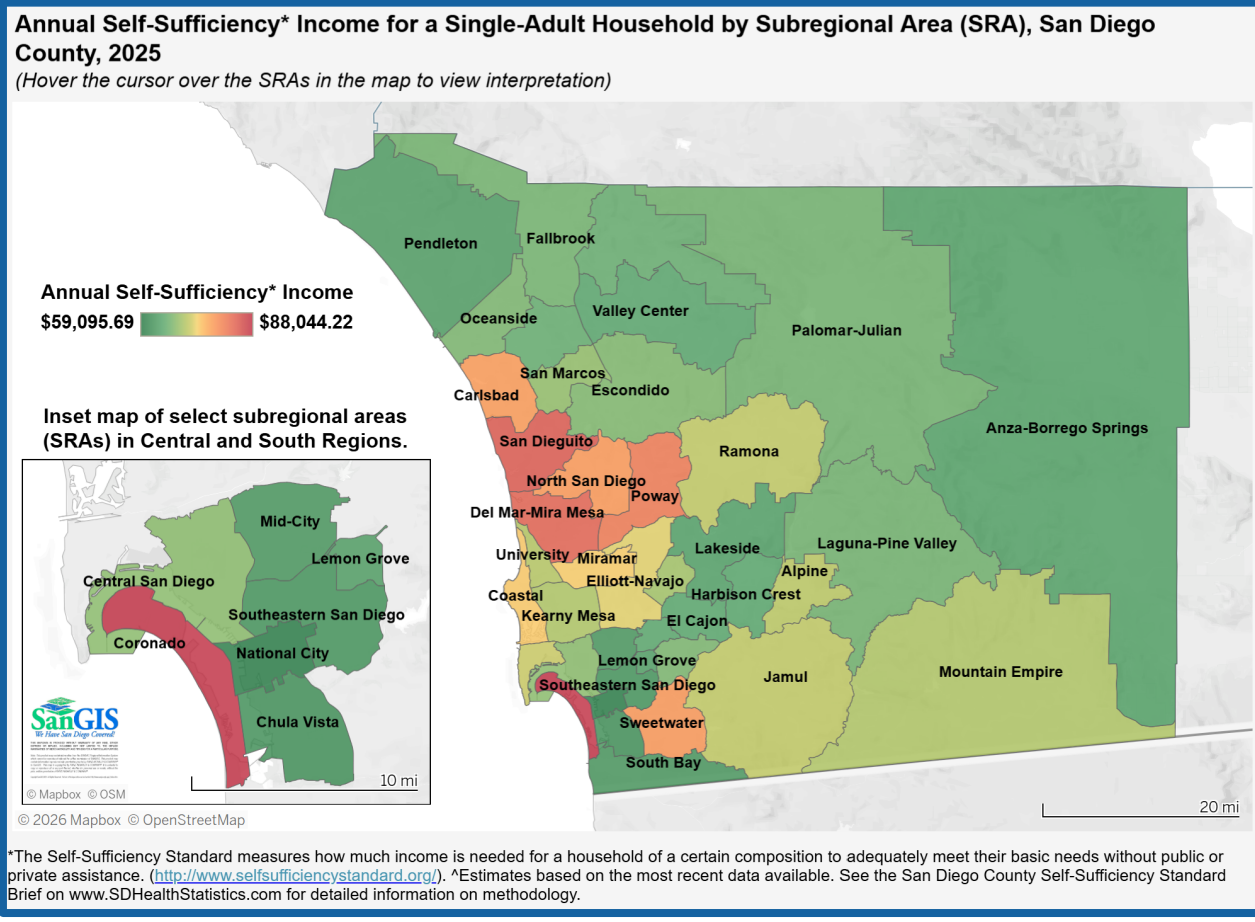 Annual Self-Sufficiency* Income for a Single-Adult Household by Subregional Area (SRA), San Diego
County, 2025
(Hover the cursor over the SRAs in the map to view interpretation)
Pendleton
Fallbrook
Annual Self-Sufficiency* Income
$59,095.69
$88,044.22
Oceanside
Valley Center
Palomar-Julian
San Marcos
Escondido
Carlsbad
Inset map of select subregional areas
(SRAs) in Central and South Regions.
Anza-Borrego Springs
San Dieguito
Ramona
North San Diego
Poway
Del Mar-Mira Mesa
University
Miramar
Lakeside
Laguna-Pine Valley
Elliott-Navajo
Alpine
Coastal
Harbison Crest
Kearny Mesa
El Cajon
Lemon Grove
Southeastern San Diego
Jamul
Mountain Empire
Sweetwater
South Bay
Mid-City
Lemon Grove
Central San Diego
Southeastern San Diego
Coronado
National City
Chula Vista
SanGIS
We Have San Diego Covered!
10 mi
© Mapbox © OSM
20 mi
© 2026 Mapbox © OpenStreetMap
*The Self-Sufficiency Standard measures how much income is needed for a household of a certain composition to adequately meet their basic needs without public or
private assistance. (http://www.selfsufficiencystandard.org/). ^Estimates based on the most recent data available. See the San Diego County Self-Sufficiency Standard
Brief on www.SDHealthStatistics.com for detailed information on methodology.